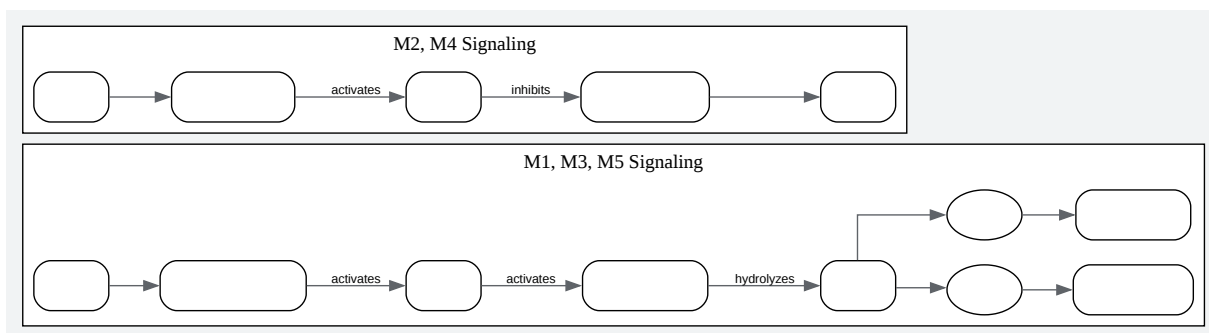 M2, M4 Signaling
activates
inhibits
M1, M3, M5 Signaling
activates
activates
hydrolyzes